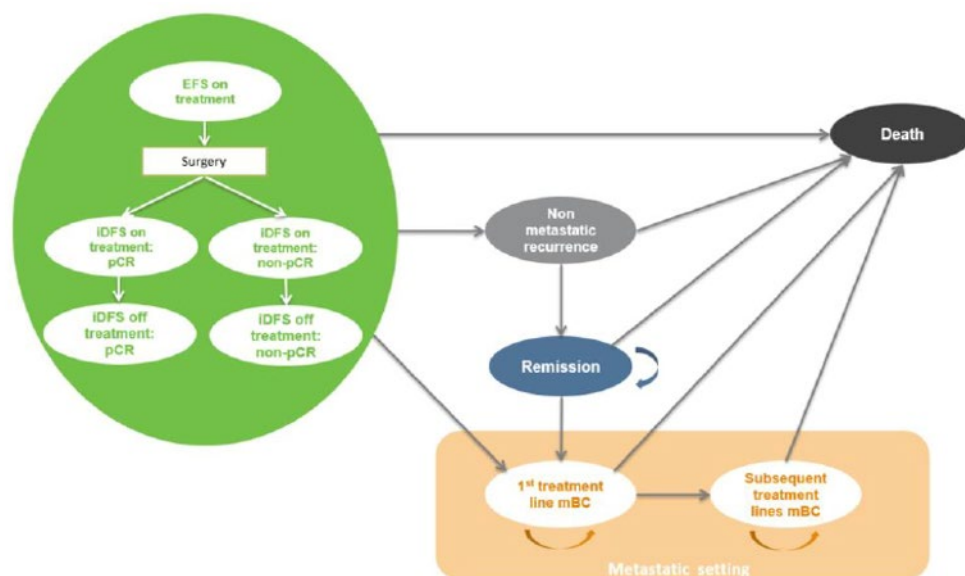 EFS on
treatment
Surgery
iDFS on
treatment:
pCR
iDFS on
treatment:
non-pCR
iDFS off
treatment:
pCR
iDFS off
treatment:
non-pCR
Death
Non
metastatic
recurrence
Remission
1st treatment
line mBC
Subsequent
treatment
lines mBC
Metastatic setting